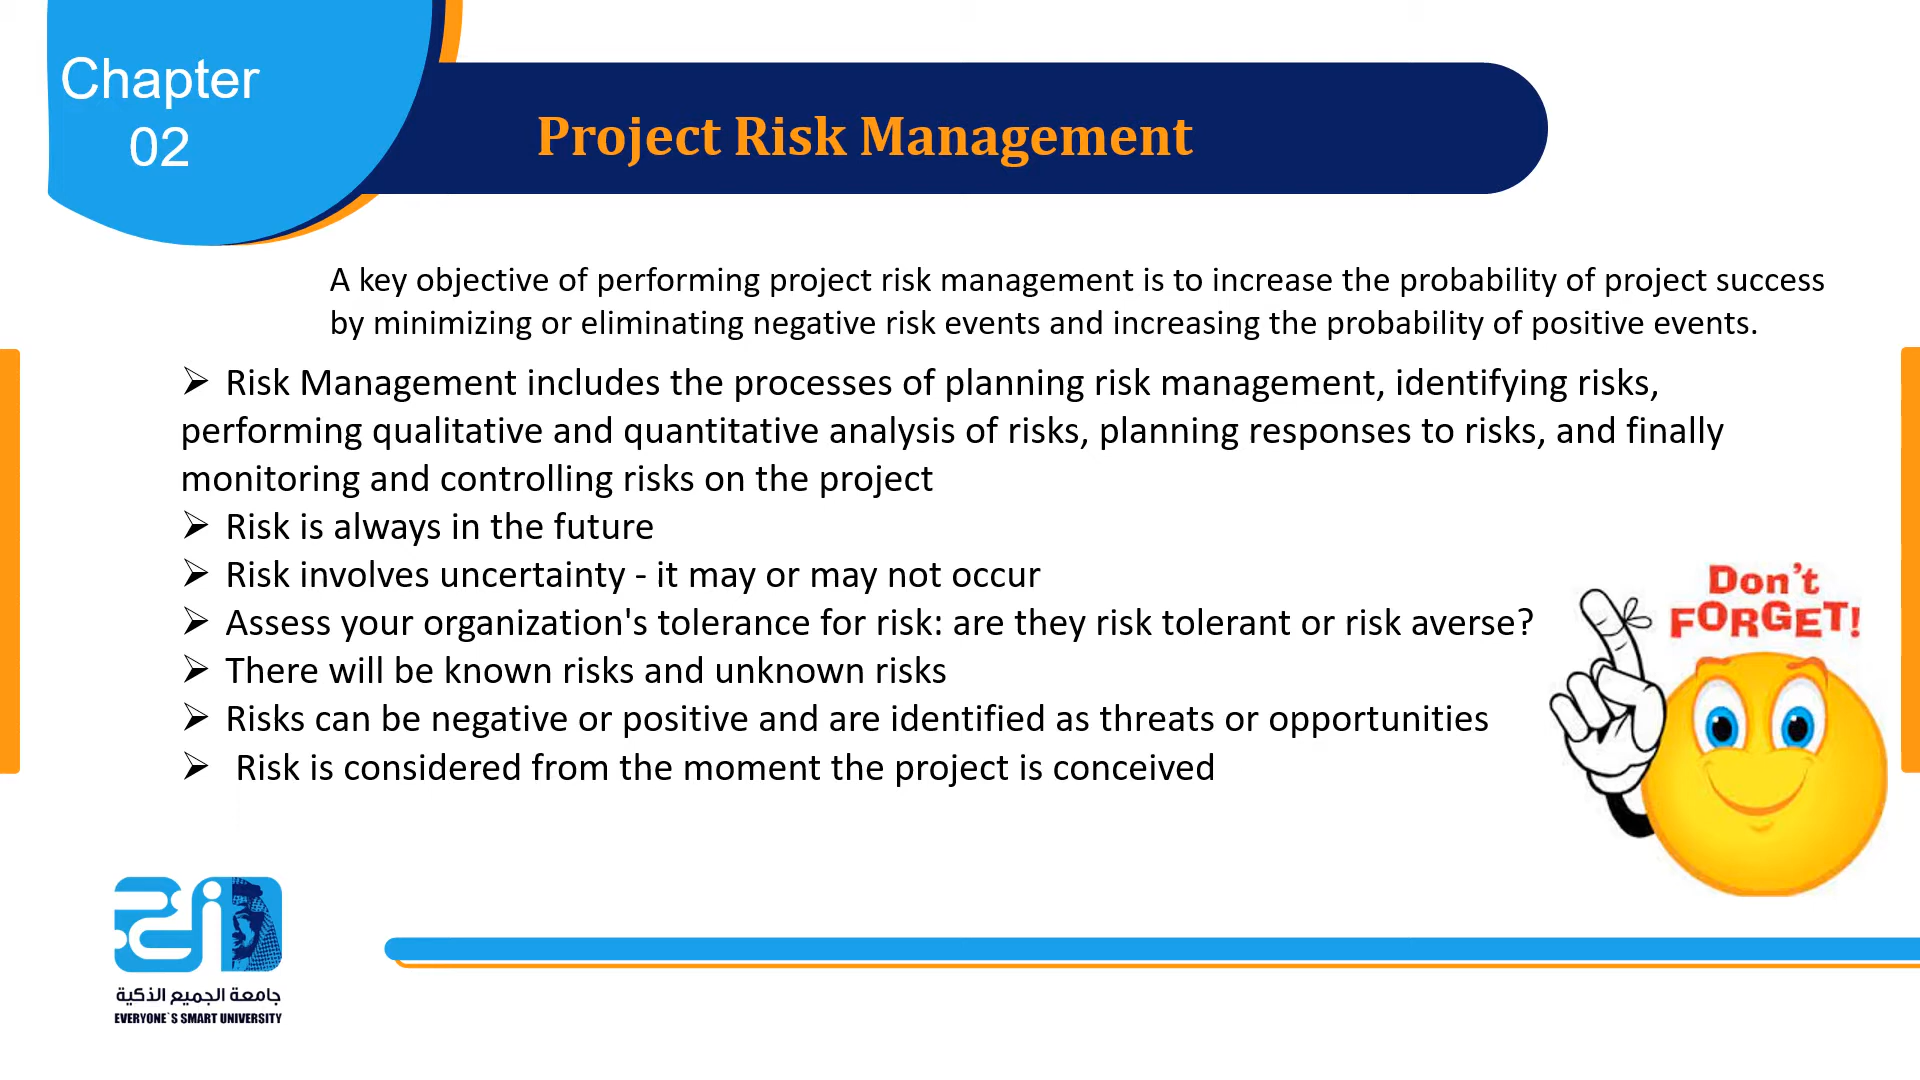 Chapter
02
Project Risk Management
A key objective of performing project risk management is to increase the probability of project success
by minimizing or eliminating negative risk events and increasing the probability of positive events.
➢ Risk Management includes the processes of planning risk management, identifying risks,
performing qualitative and quantitative analysis of risks, planning responses to risks, and finally
monitoring and controlling risks on the project
➢ Risk is always in the future
➢ Risk involves uncertainty - it may or may not occur
➢ Assess your organization's tolerance for risk: are they risk tolerant or risk averse?
➢ There will be known risks and unknown risks
➢ Risks can be negative or positive and are identified as threats or opportunities
➢ Risk is considered from the moment the project is conceived
Don't
FORGET!
جامعة الجميع الذكية
EVERYONE`S SMART UNIVERSITY